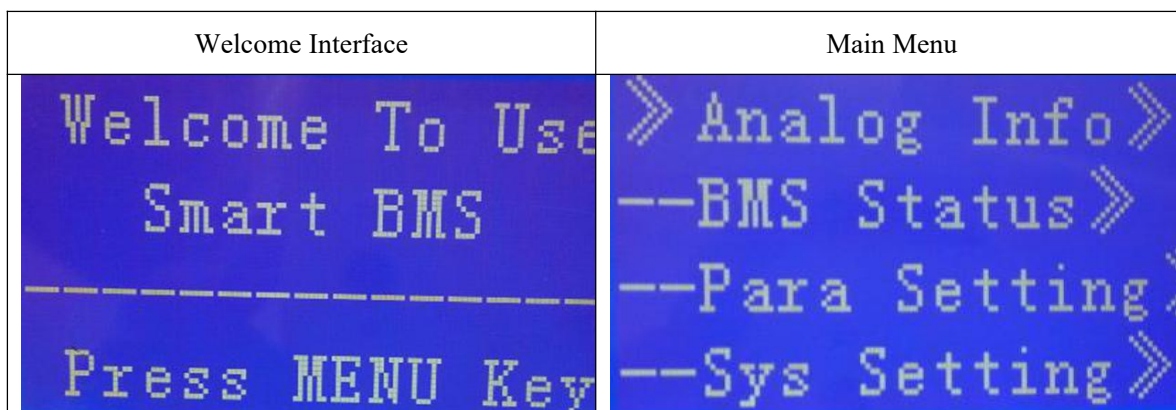 Welcome Interface
Main Menu
Welcome To Use
Smart BMS
--------------------
Press MENU Key
》Analog Info》
--BMS Status》
--Para Setting》
--Sys Setting》